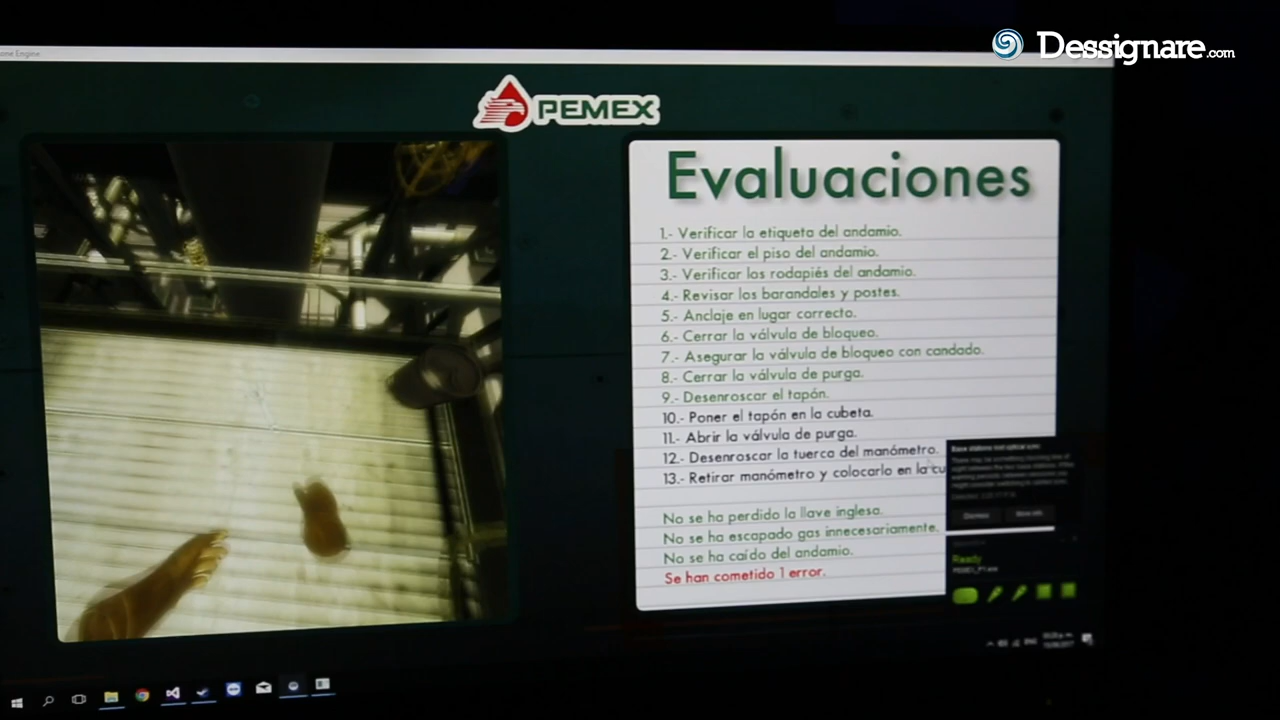 Dessignare.com
PEMEX
Evaluaciones
1.- Verificar la etiqueta del andamio.
2.- Verificar el piso del andamio.
3.- Verificar los rodapiés del andamio.
4.- Revisar los barandales y postes.
5.- Anclaje en lugar correcto.
6.- Cerrar la válvula de bloqueo.
7.- Asegurar la válvula de bloqueo con candado.
8.- Cerrar la válvula de purga.
9.- Desenroscar el tapón.
10.- Poner el tapón en la cubeta.
11.- Abrir la válvula de purga.
12.- Desenroscar la tuerca del manómetro.
13.- Retirar manómetro y colocarlo en la cu
No se ha perdido la llave inglesa.
No se ha escapado gas innecesariamente.
No se ha caído del andamio.
Se han cometido 1 error.
Ready